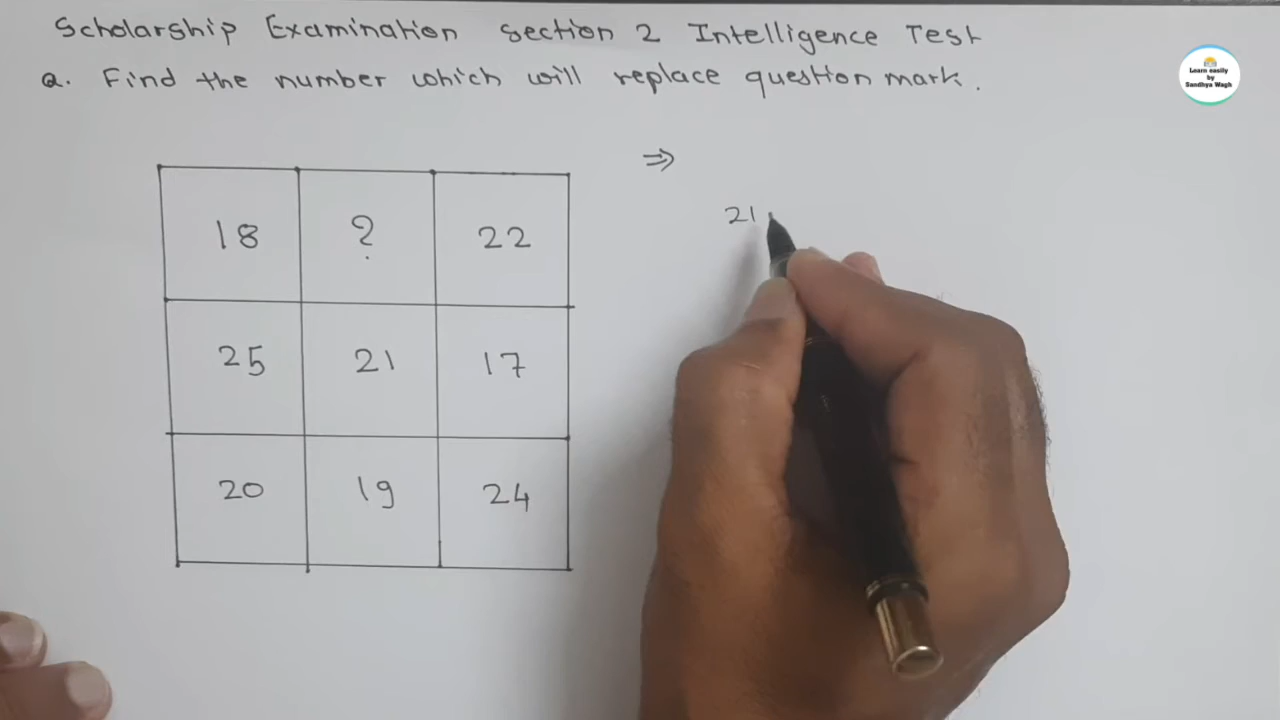 Scholarship Examination Section 2 Intelligence Test
Q. Find the number which will replace question mark.
Learn easily
by
Sandhya Wagh
⇒
21
18 ? 22
25 21 17
20 19 24